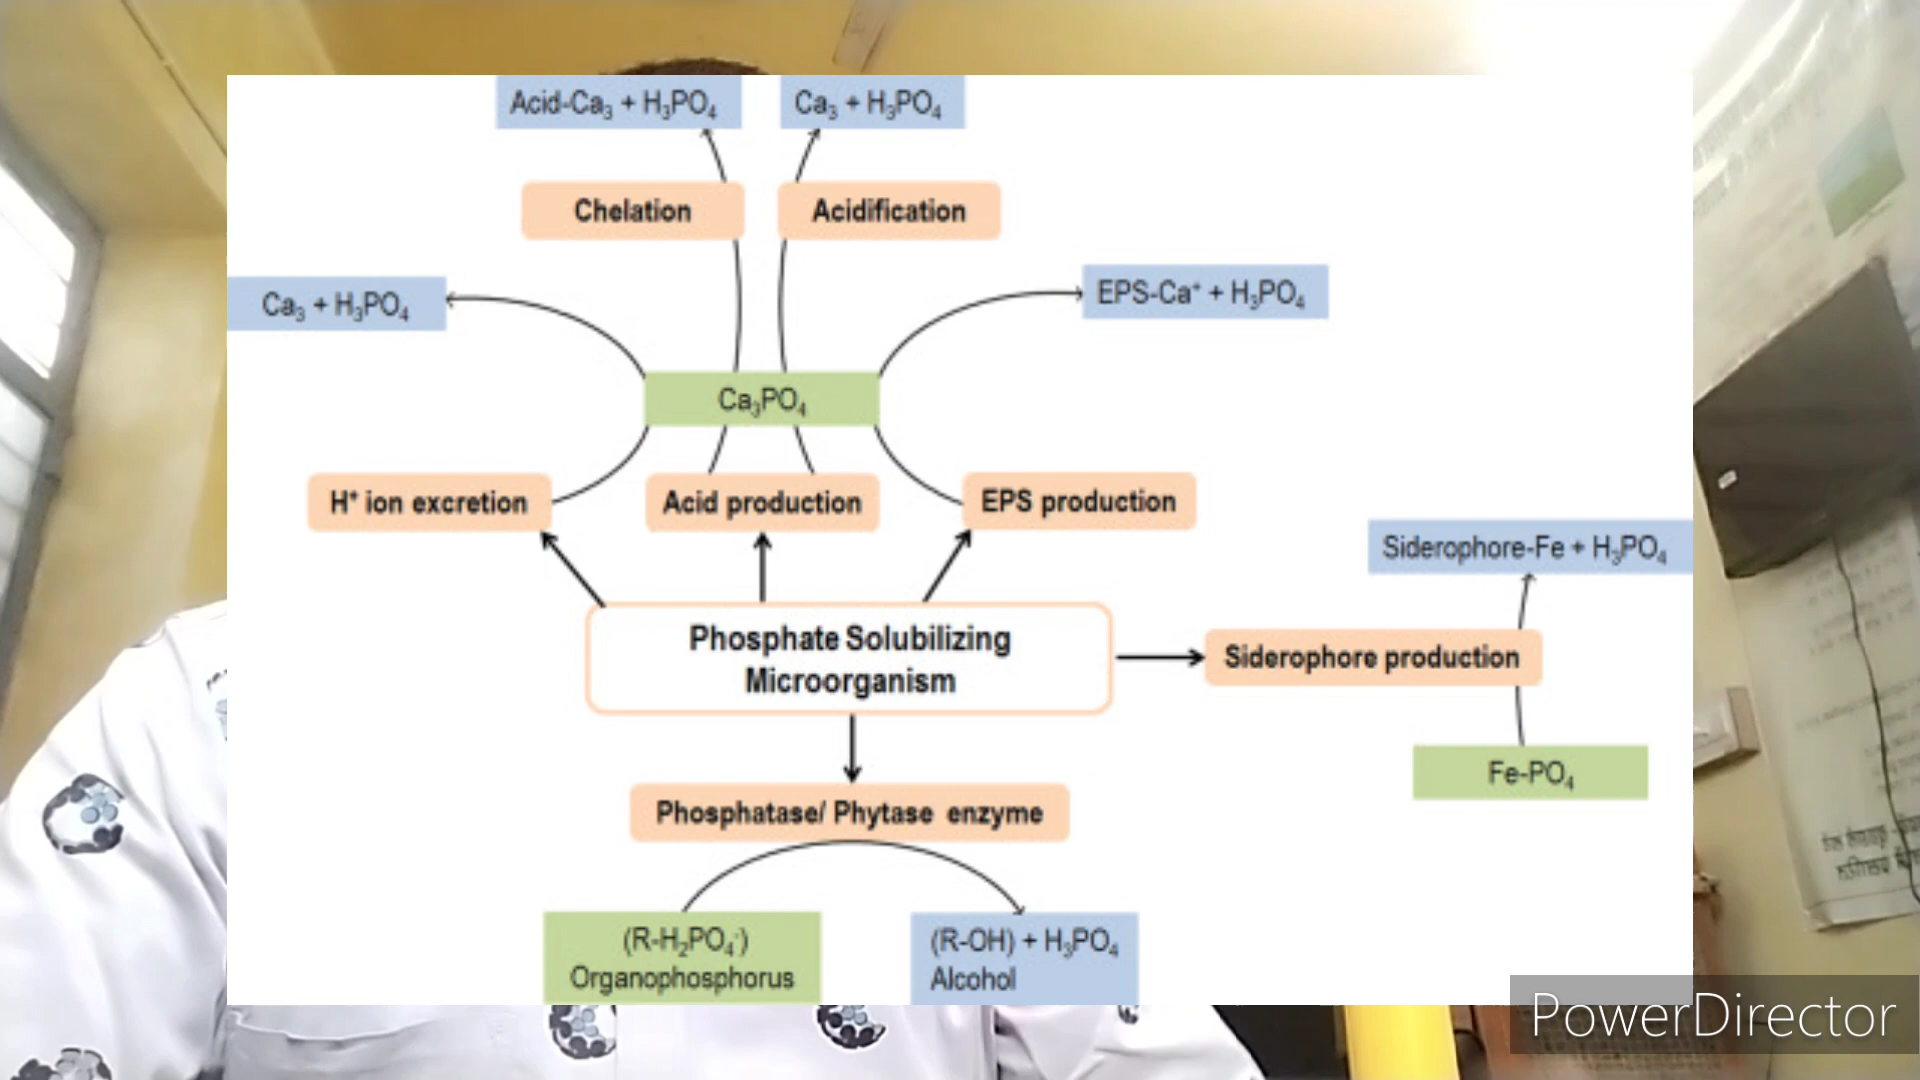 Acid-Ca₃ + H₃PO₄
Ca₃ + H₃PO₄
Chelation
Acidification
Ca₃ + H₃PO₄
EPS-Ca⁺ + H₃PO₄
Ca₃PO₄
H⁺ ion excretion
Acid production
EPS production
Siderophore-Fe + H₃PO₄
Phosphate Solubilizing
Microorganism
Siderophore production
Fe-PO₄
Phosphatase/ Phytase enzyme
(R-H₂PO₄⁻)
Organophosphorus
(R-OH) + H₃PO₄
Alcohol
PowerDirector